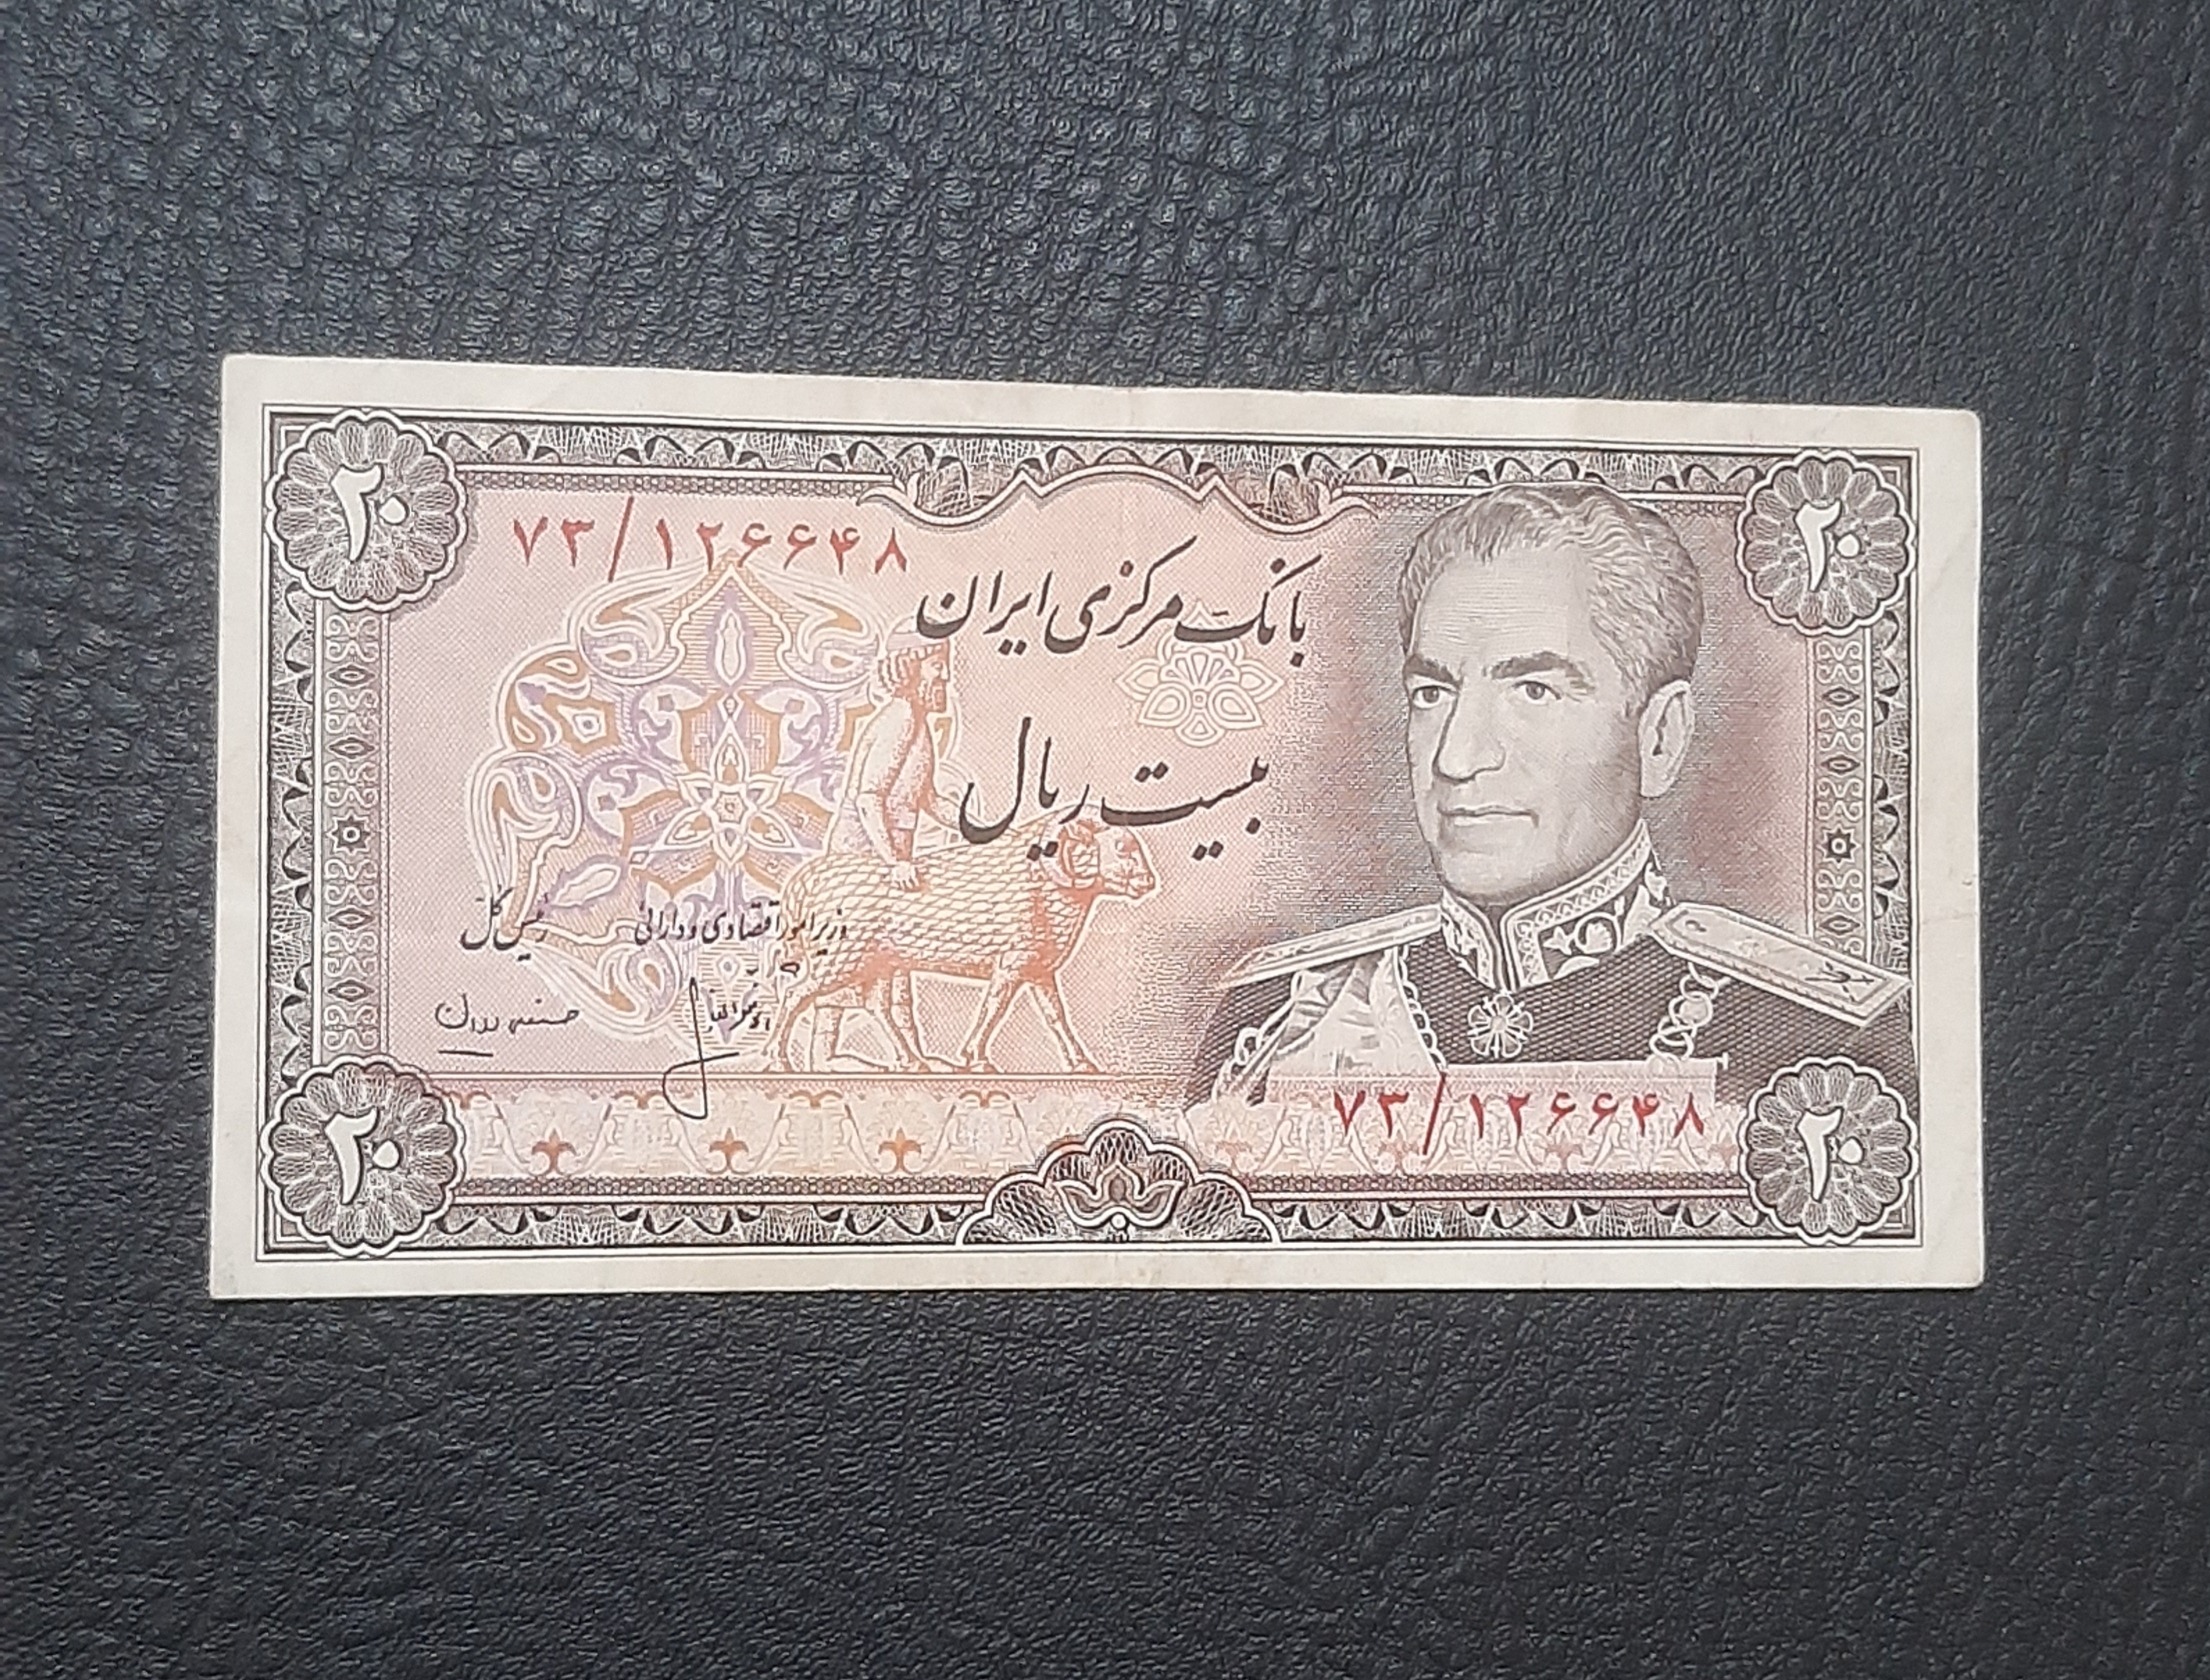 ۲۰
۲۰
۷۳/۱۲۶۶۴۸
بانک مرکزی ایران
بیست ریال
وزیر امور اقتصادی و دارائی
رئیس کل
۷۳/۱۲۶۶۴۸
۲۰
۲۰